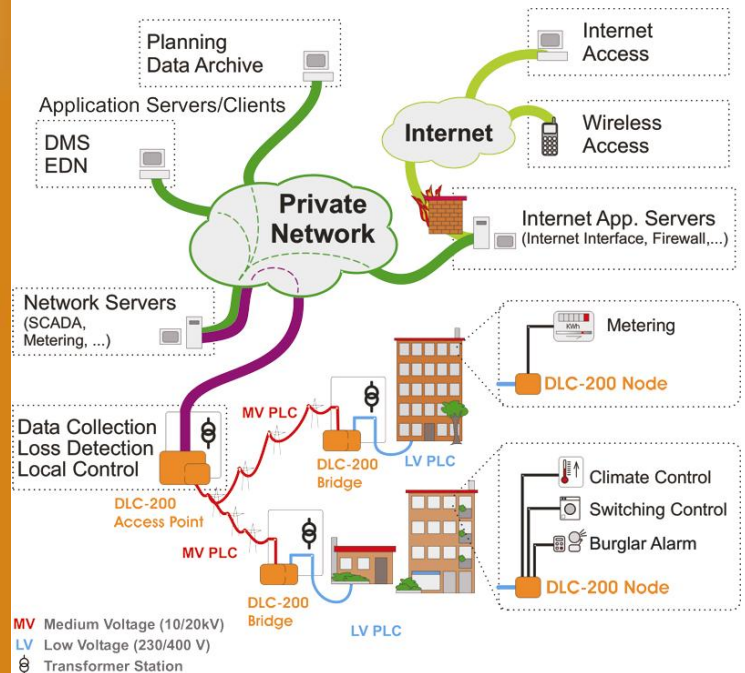 Planning
Data Archive
Application Servers/Clients
DMS
EDN
Internet
Access
Internet
Wireless
Access
Private
Network
Internet App. Servers
(Internet Interface, Firewall,...)
Network Servers
(SCADA,
Metering, ...)
KWh
Metering
DLC-200 Node
Data Collection
Loss Detection
Local Control
MV PLC
DLC-200
Bridge
LV PLC
DLC-200
Access Point
MV PLC
Climate Control
Switching Control
Burglar Alarm
DLC-200 Node
DLC-200
Bridge
LV PLC
MV Medium Voltage (10/20kV)
LV Low Voltage (230/400 V)
Transformer Station